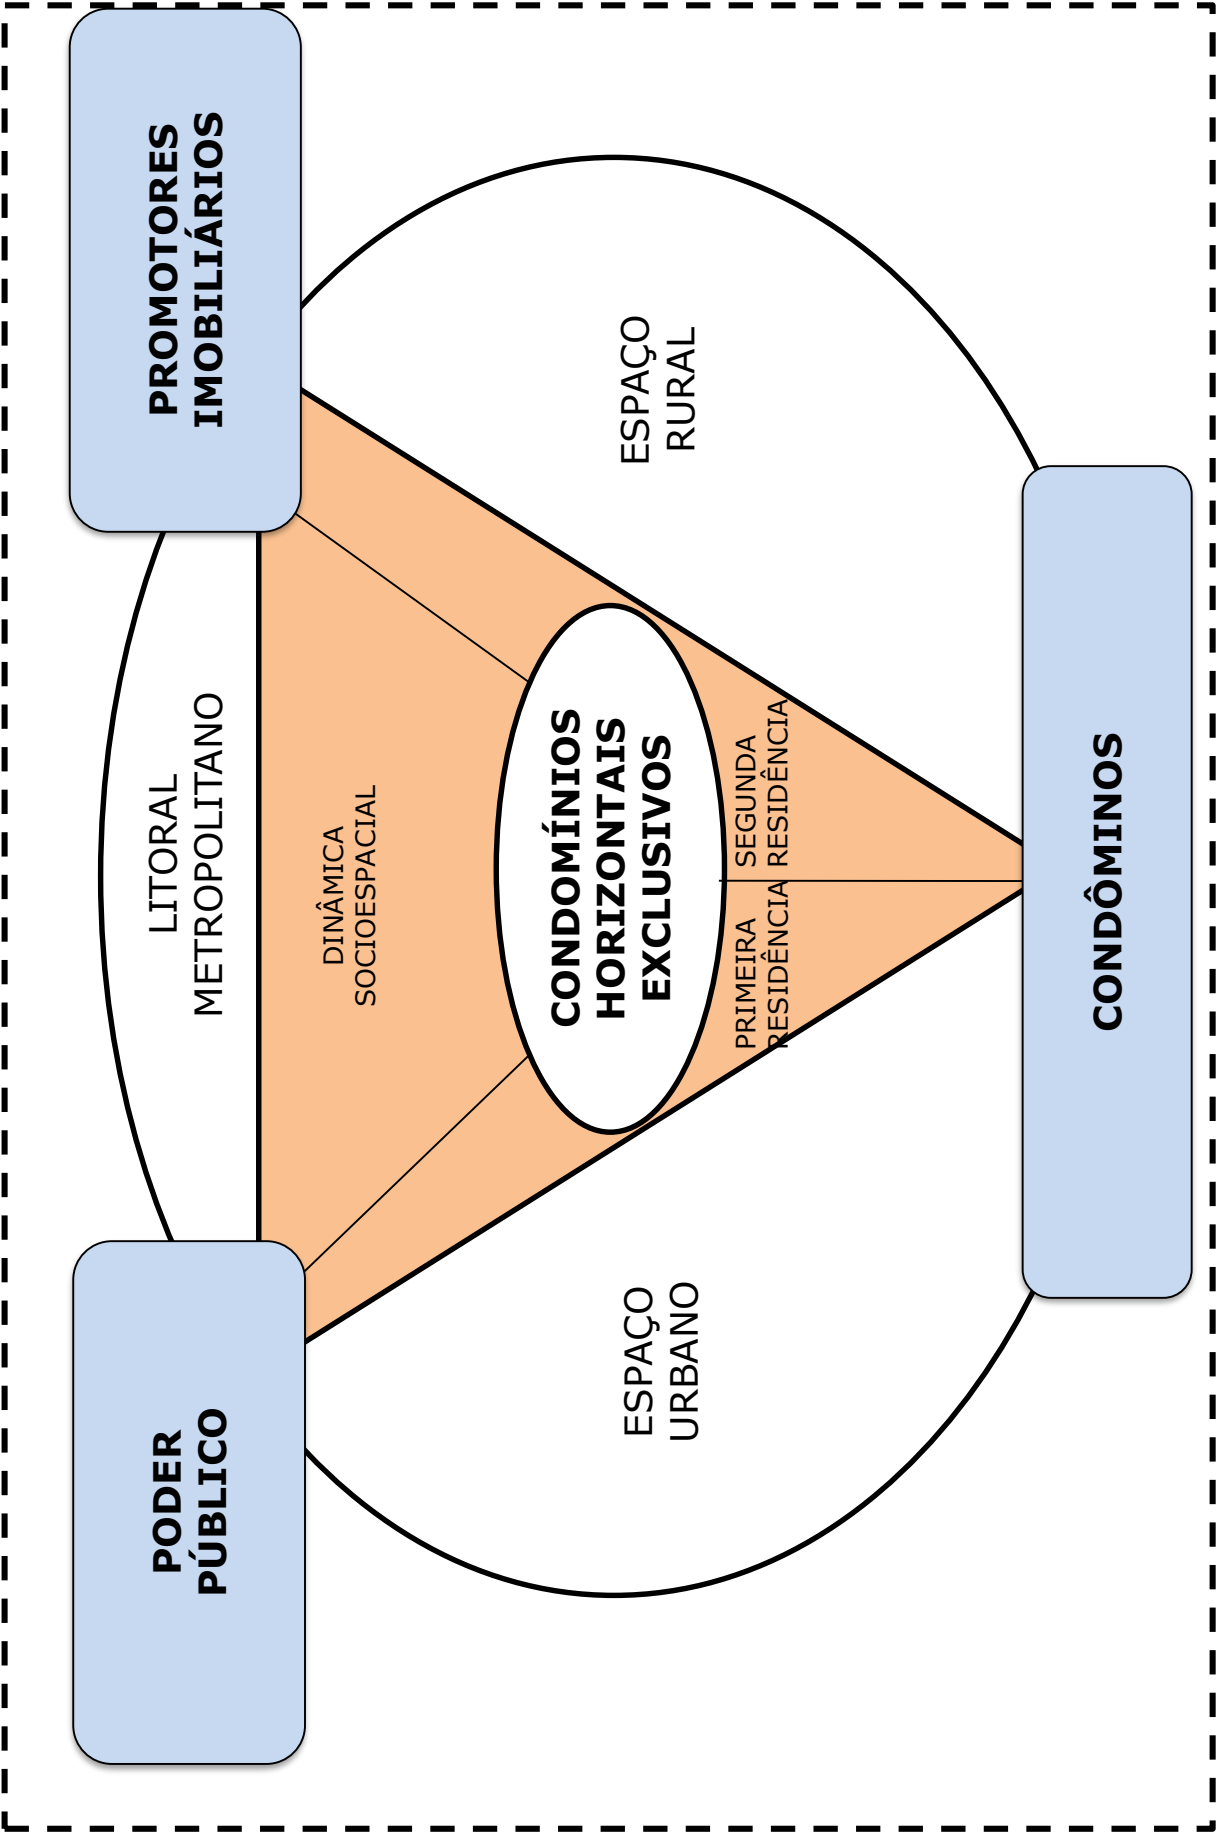 PODER
PÚBLICO
LITORAL
METROPOLITANO
PROMOTORES
IMOBILIÁRIOS
DINÂMICA
SOCIOESPACIAL
CONDOMÍNIOS
HORIZONTAIS
EXCLUSIVOS
ESPAÇO
URBANO
ESPAÇO
RURAL
PRIMEIRA
RESIDÊNCIA
SEGUNDA
RESIDÊNCIA
CONDÔMINOS